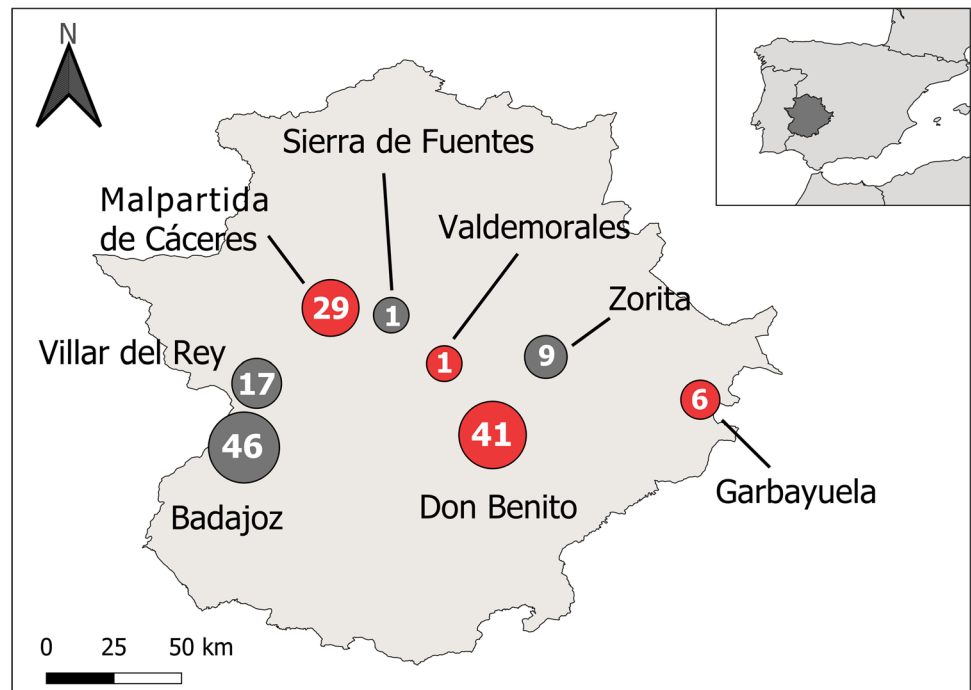 N
Sierra de Fuentes
Malpartida
de Cáceres
Valdemorales
Zorita
29
1
Villar del Rey
1
9
17
6
46
41
Garbayuela
Badajoz
Don Benito
0 25 50 km